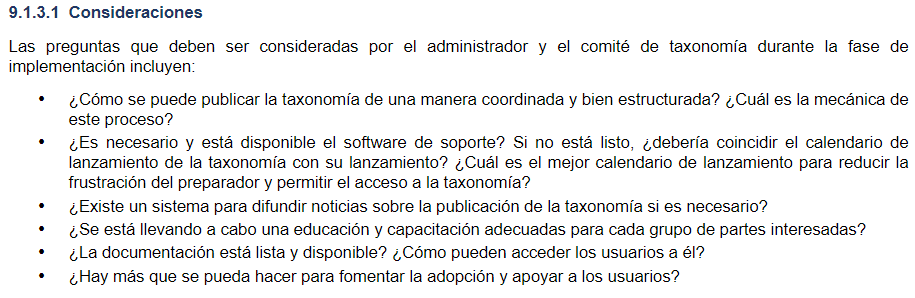 9.1.3.1 Consideraciones
Las preguntas que deben ser consideradas por el administrador y el comité de taxonomía durante la fase de
implementación incluyen:
• ¿Cómo se puede publicar la taxonomía de una manera coordinada y bien estructurada? ¿Cuál es la mecánica de
este proceso?
• ¿Es necesario y está disponible el software de soporte? Si no está listo, ¿debería coincidir el calendario de
lanzamiento de la taxonomía con su lanzamiento? ¿Cuál es el mejor calendario de lanzamiento para reducir la
frustración del preparador y permitir el acceso a la taxonomía?
• ¿Existe un sistema para difundir noticias sobre la publicación de la taxonomía si es necesario?
• ¿Se está llevando a cabo una educación y capacitación adecuadas para cada grupo de partes interesadas?
• ¿La documentación está lista y disponible? ¿Cómo pueden acceder los usuarios a él?
• ¿Hay más que se pueda hacer para fomentar la adopción y apoyar a los usuarios?